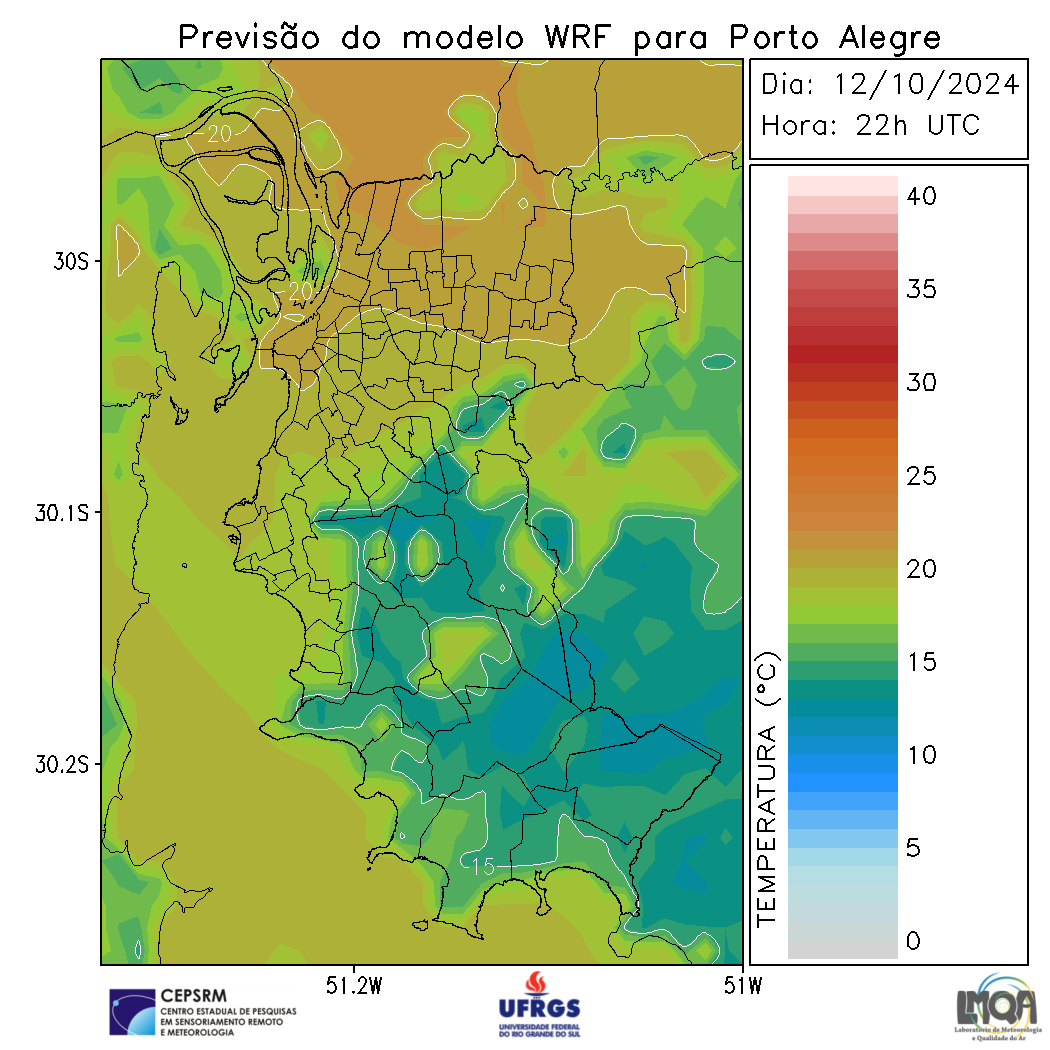 Previsão do modelo WRF para Porto Alegre
Dia: 12/10/2024
Hora: 22h UTC
20
20
15
30S
30.1S
30.2S
51.2W
51W
40
35
30
25
20
15
10
5
0
TEMPERATURA (°C)
CEPSRM
CENTRO ESTADUAL DE PESQUISAS
EM SENSORIAMENTO REMOTO
E METEOROLOGIA
UFRGS
UNIVERSIDADE FEDERAL
DO RIO GRANDE DO SUL
LMQA
Laboratório de Meteorologia
e Qualidade do Ar